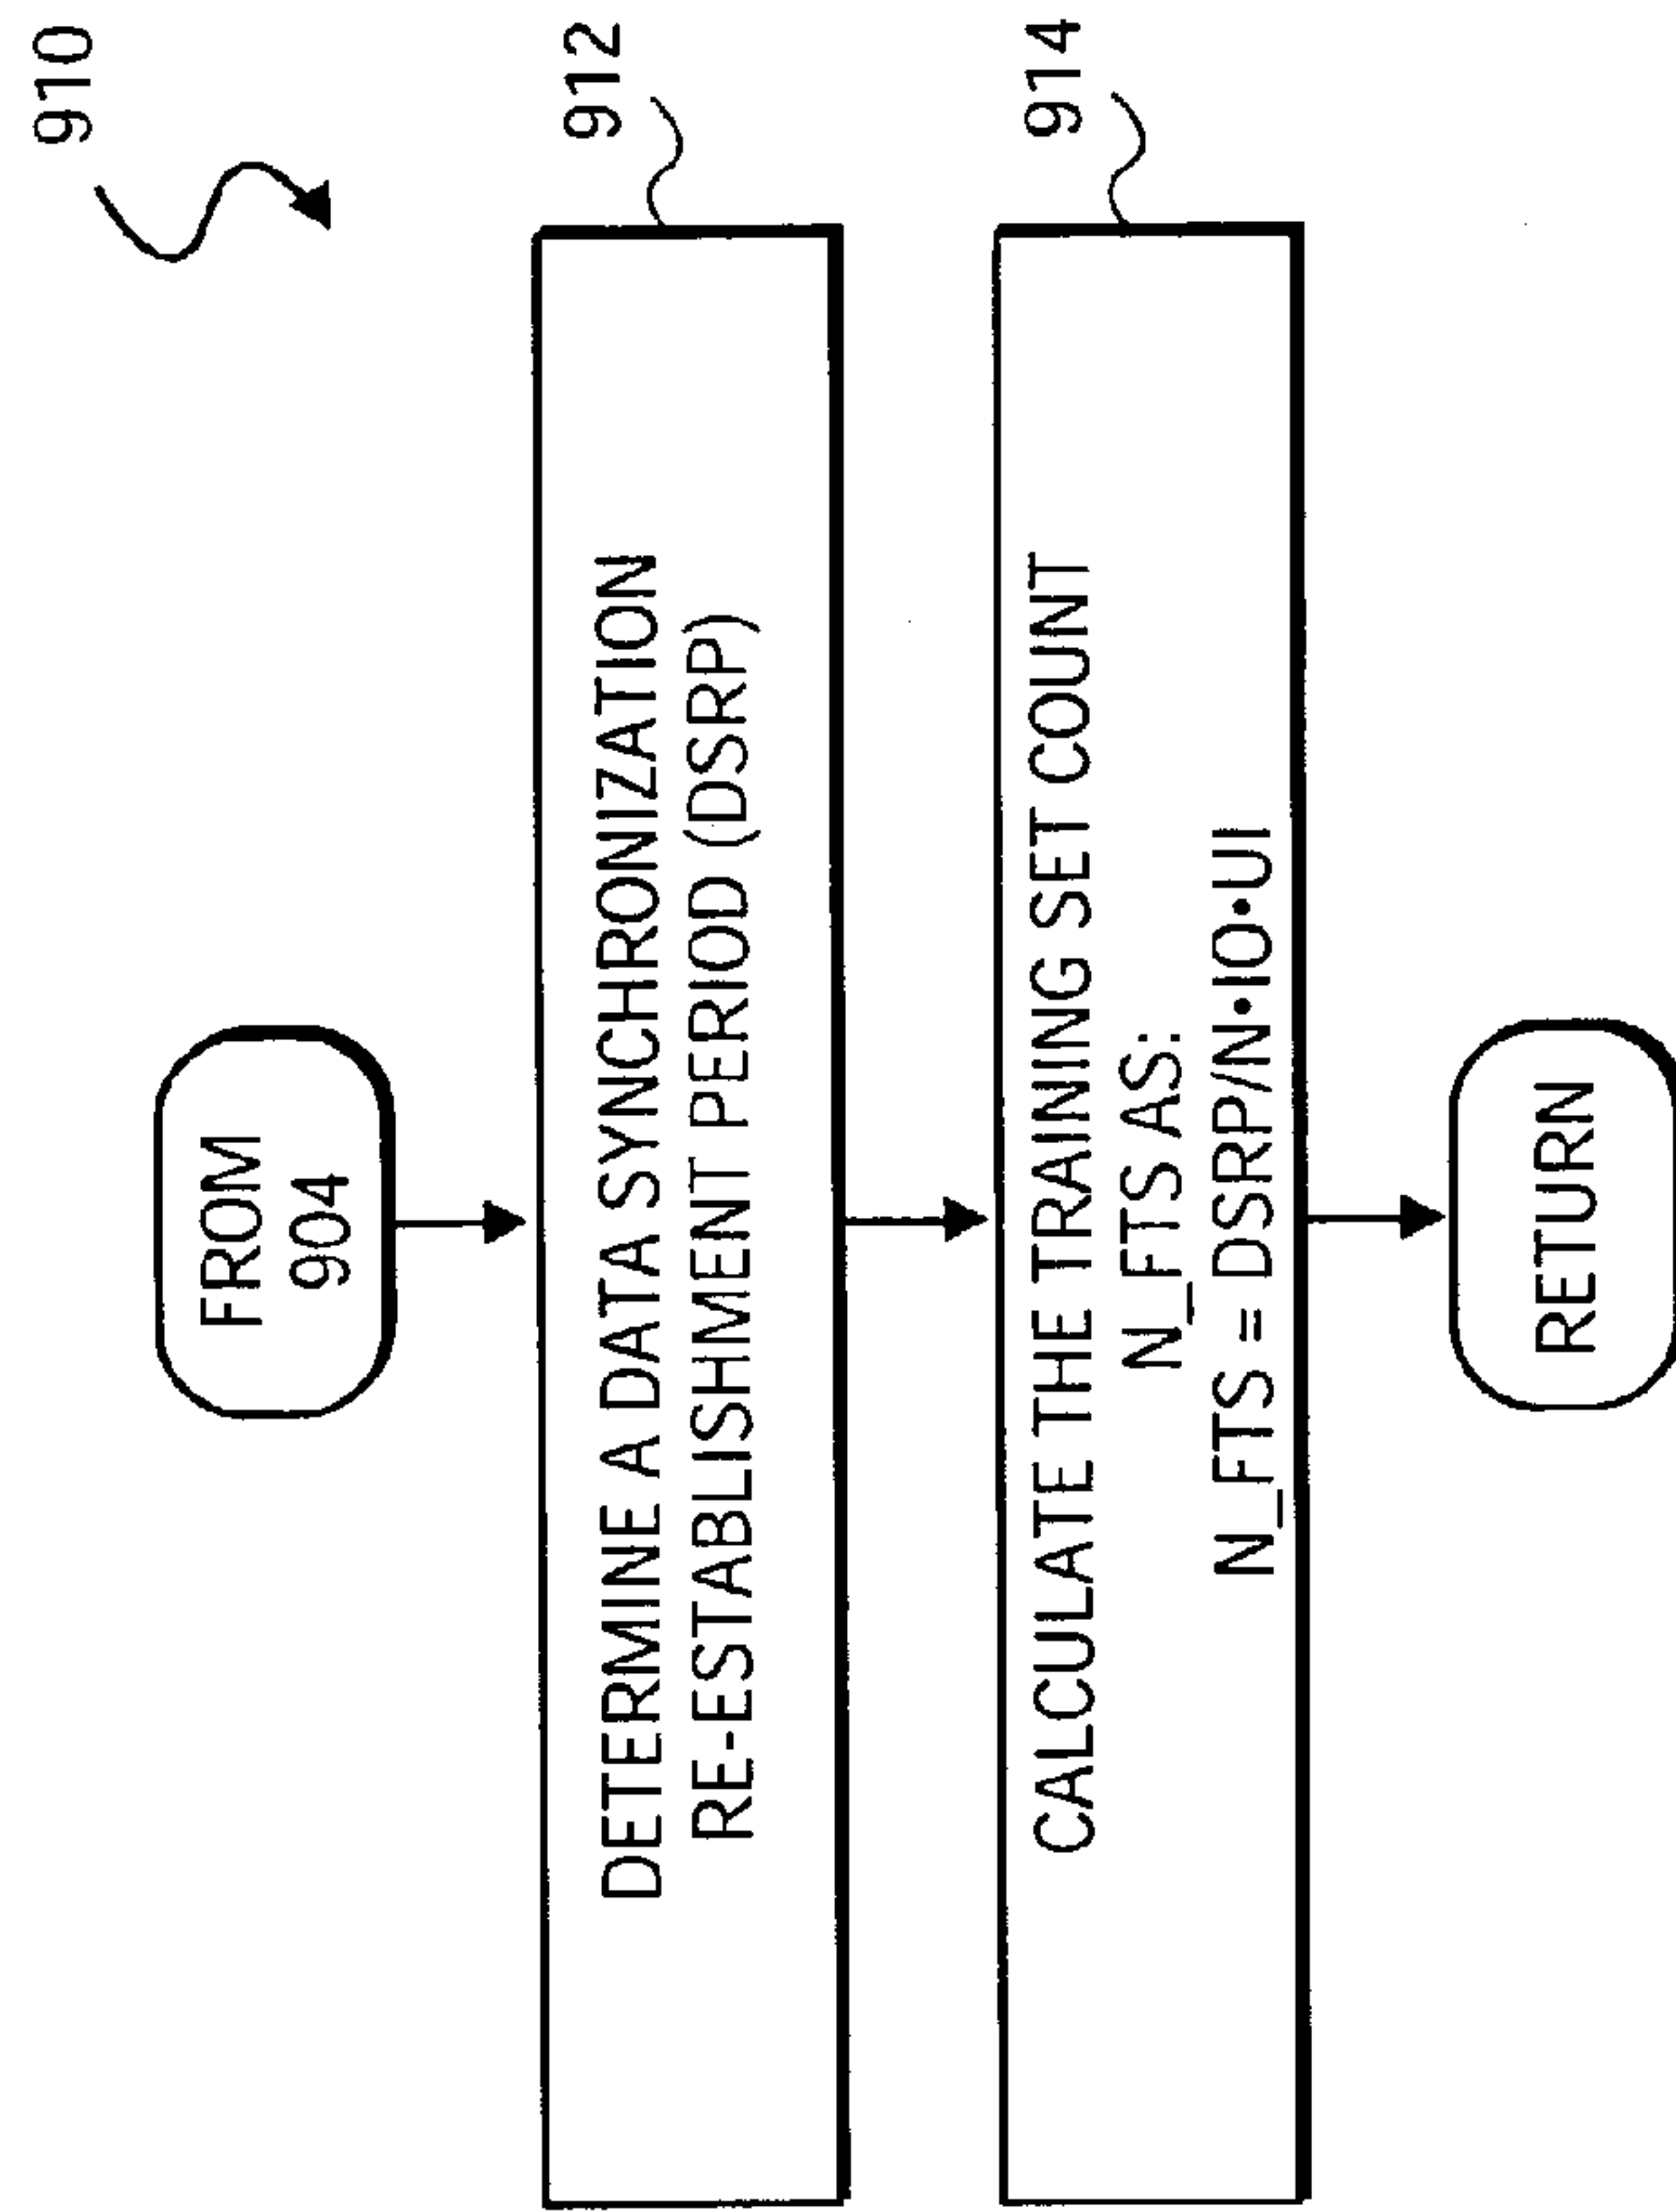 910
FROM
904
DETERMINE A DATA SYNCHRONIZATION
RE-ESTABLISHMENT PERIOD (DSRP)
912
CALCULATE THE TRAINING SET COUNT
N_FTS AS:
N_FTS = DSRP/N•10•UI
914
RETURN